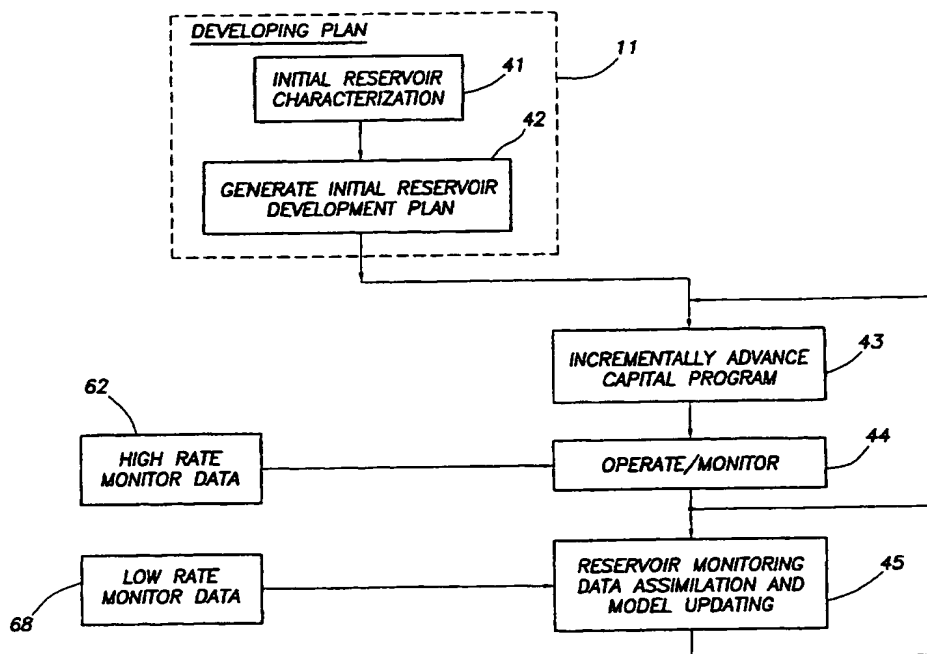 DEVELOPING PLAN
11
INITIAL RESERVOIR
CHARACTERIZATION
41
42
GENERATE INITIAL RESERVOIR
DEVELOPMENT PLAN
INCREMENTALLY ADVANCE
CAPITAL PROGRAM
43
62
HIGH RATE
MONITOR DATA
OPERATE/MONITOR
44
LOW RATE
MONITOR DATA
68
RESERVOIR MONITORING
DATA ASSIMILATION AND
MODEL UPDATING
45